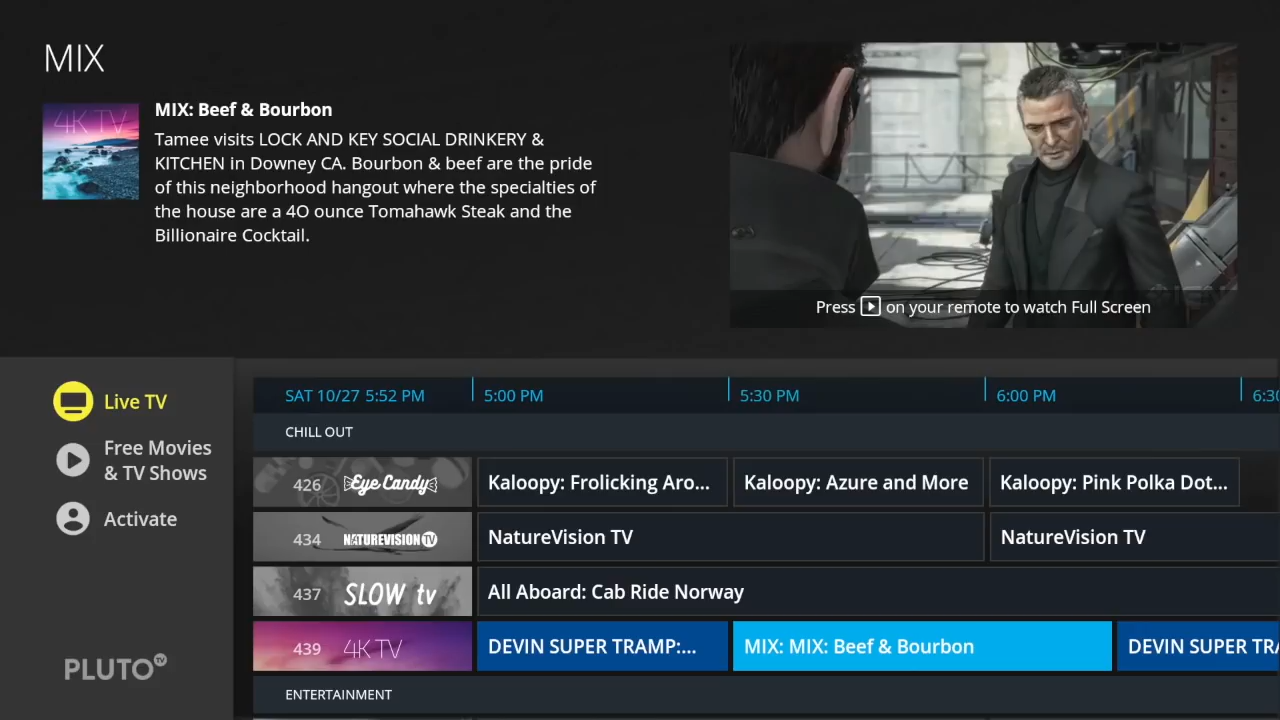 MIX
4K TV
MIX: Beef & Bourbon
Tamee visits LOCK AND KEY SOCIAL DRINKERY &
KITCHEN in Downey CA. Bourbon & beef are the pride
of this neighborhood hangout where the specialties of
the house are a 4O ounce Tomahawk Steak and the
Billionaire Cocktail.
Press on your remote to watch Full Screen
Live TV
Free Movies
& TV Shows
Activate
PLUTO TV
SAT 10/27 5:52 PM 5:00 PM 5:30 PM 6:00 PM 6:30
CHILL OUT
426 Eye Candy Kaloopy: Frolicking Aro... Kaloopy: Azure and More Kaloopy: Pink Polka Dot...
434 NATUREVISION TV NatureVision TV NatureVision TV
437 SLOW tv All Aboard: Cab Ride Norway
439 4K TV DEVIN SUPER TRAMP:... MIX: MIX: Beef & Bourbon DEVIN SUPER TRA
ENTERTAINMENT